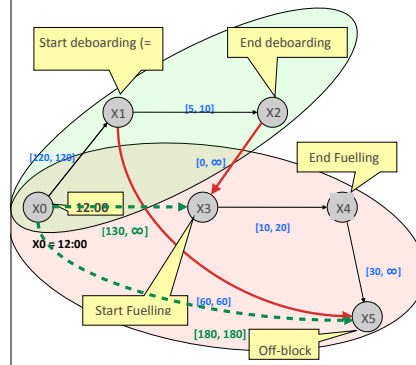 Start deboarding (=
End deboarding
X1
[5, 10]
X2
[120, 120]
[0, ∞]
End Fuelling
X0
12:00
X3
X4
[130, ∞]
[10, 20]
X0 = 12:00
[30, ∞]
Start Fuelling
[60, 60]
X5
[180, 180]
Off-block